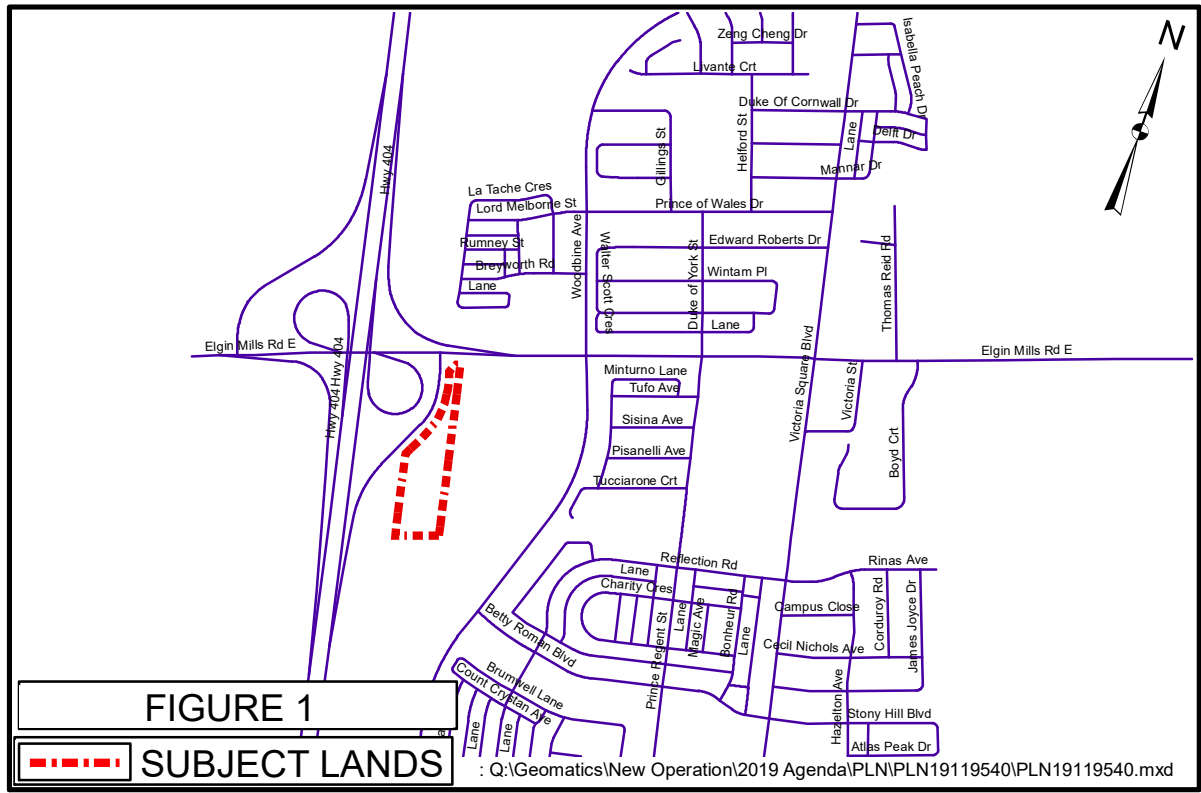 N
Zeng Cheng Dr
Isabella Peach Dr
Livante Crt
Duke Of Cornwall Dr
Helford St
Lane
Delft Dr
Gillings St
Mannar Dr
Hwy 404
La Tache Cres
Lord Melborne St
Prince of Wales Dr
Woodbine Ave
Walter Scott Cres
Duke of York St
Edward Roberts Dr
Rumney St
Breyworth Rd
Wintam Pl
Lane
Lane
Thomas Reid Rd
Victoria Square Blvd
Elgin Mills Rd E
Elgin Mills Rd E
Hwy 404
Hwy 404
Minturno Lane
Tufo Ave
Victoria St
Sisina Ave
Boyd Crt
Pisanelli Ave
Tucciarone Crt
Reflection Rd
Rinas Ave
Lane
Charity Cres
Lane
Magic Ave
Bonheur Rd
Lane
Campus Close
Corduroy Rd
James Joyce Dr
Betty Roman Blvd
Prince Regent St
Cecil Nichols Ave
Hazelton Ave
Brumwell Lane
Count Crystan Ave
Lane
Lane
Stony Hill Blvd
Atlas Peak Dr
FIGURE 1
SUBJECT LANDS
: Q:\Geomatics\New Operation\2019 Agenda\PLN\PLN19119540\PLN19119540.mxd